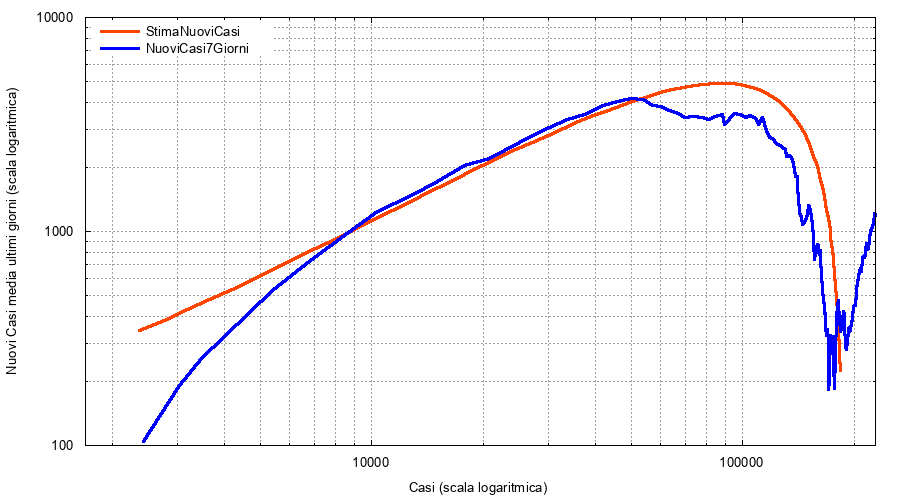 10000
StimaNuoviCasi
NuoviCasi7Giorni
Nuovi Casi media ultimi giorni (scala logaritmica)
1000
100
10000
100000
Casi (scala logaritmica)